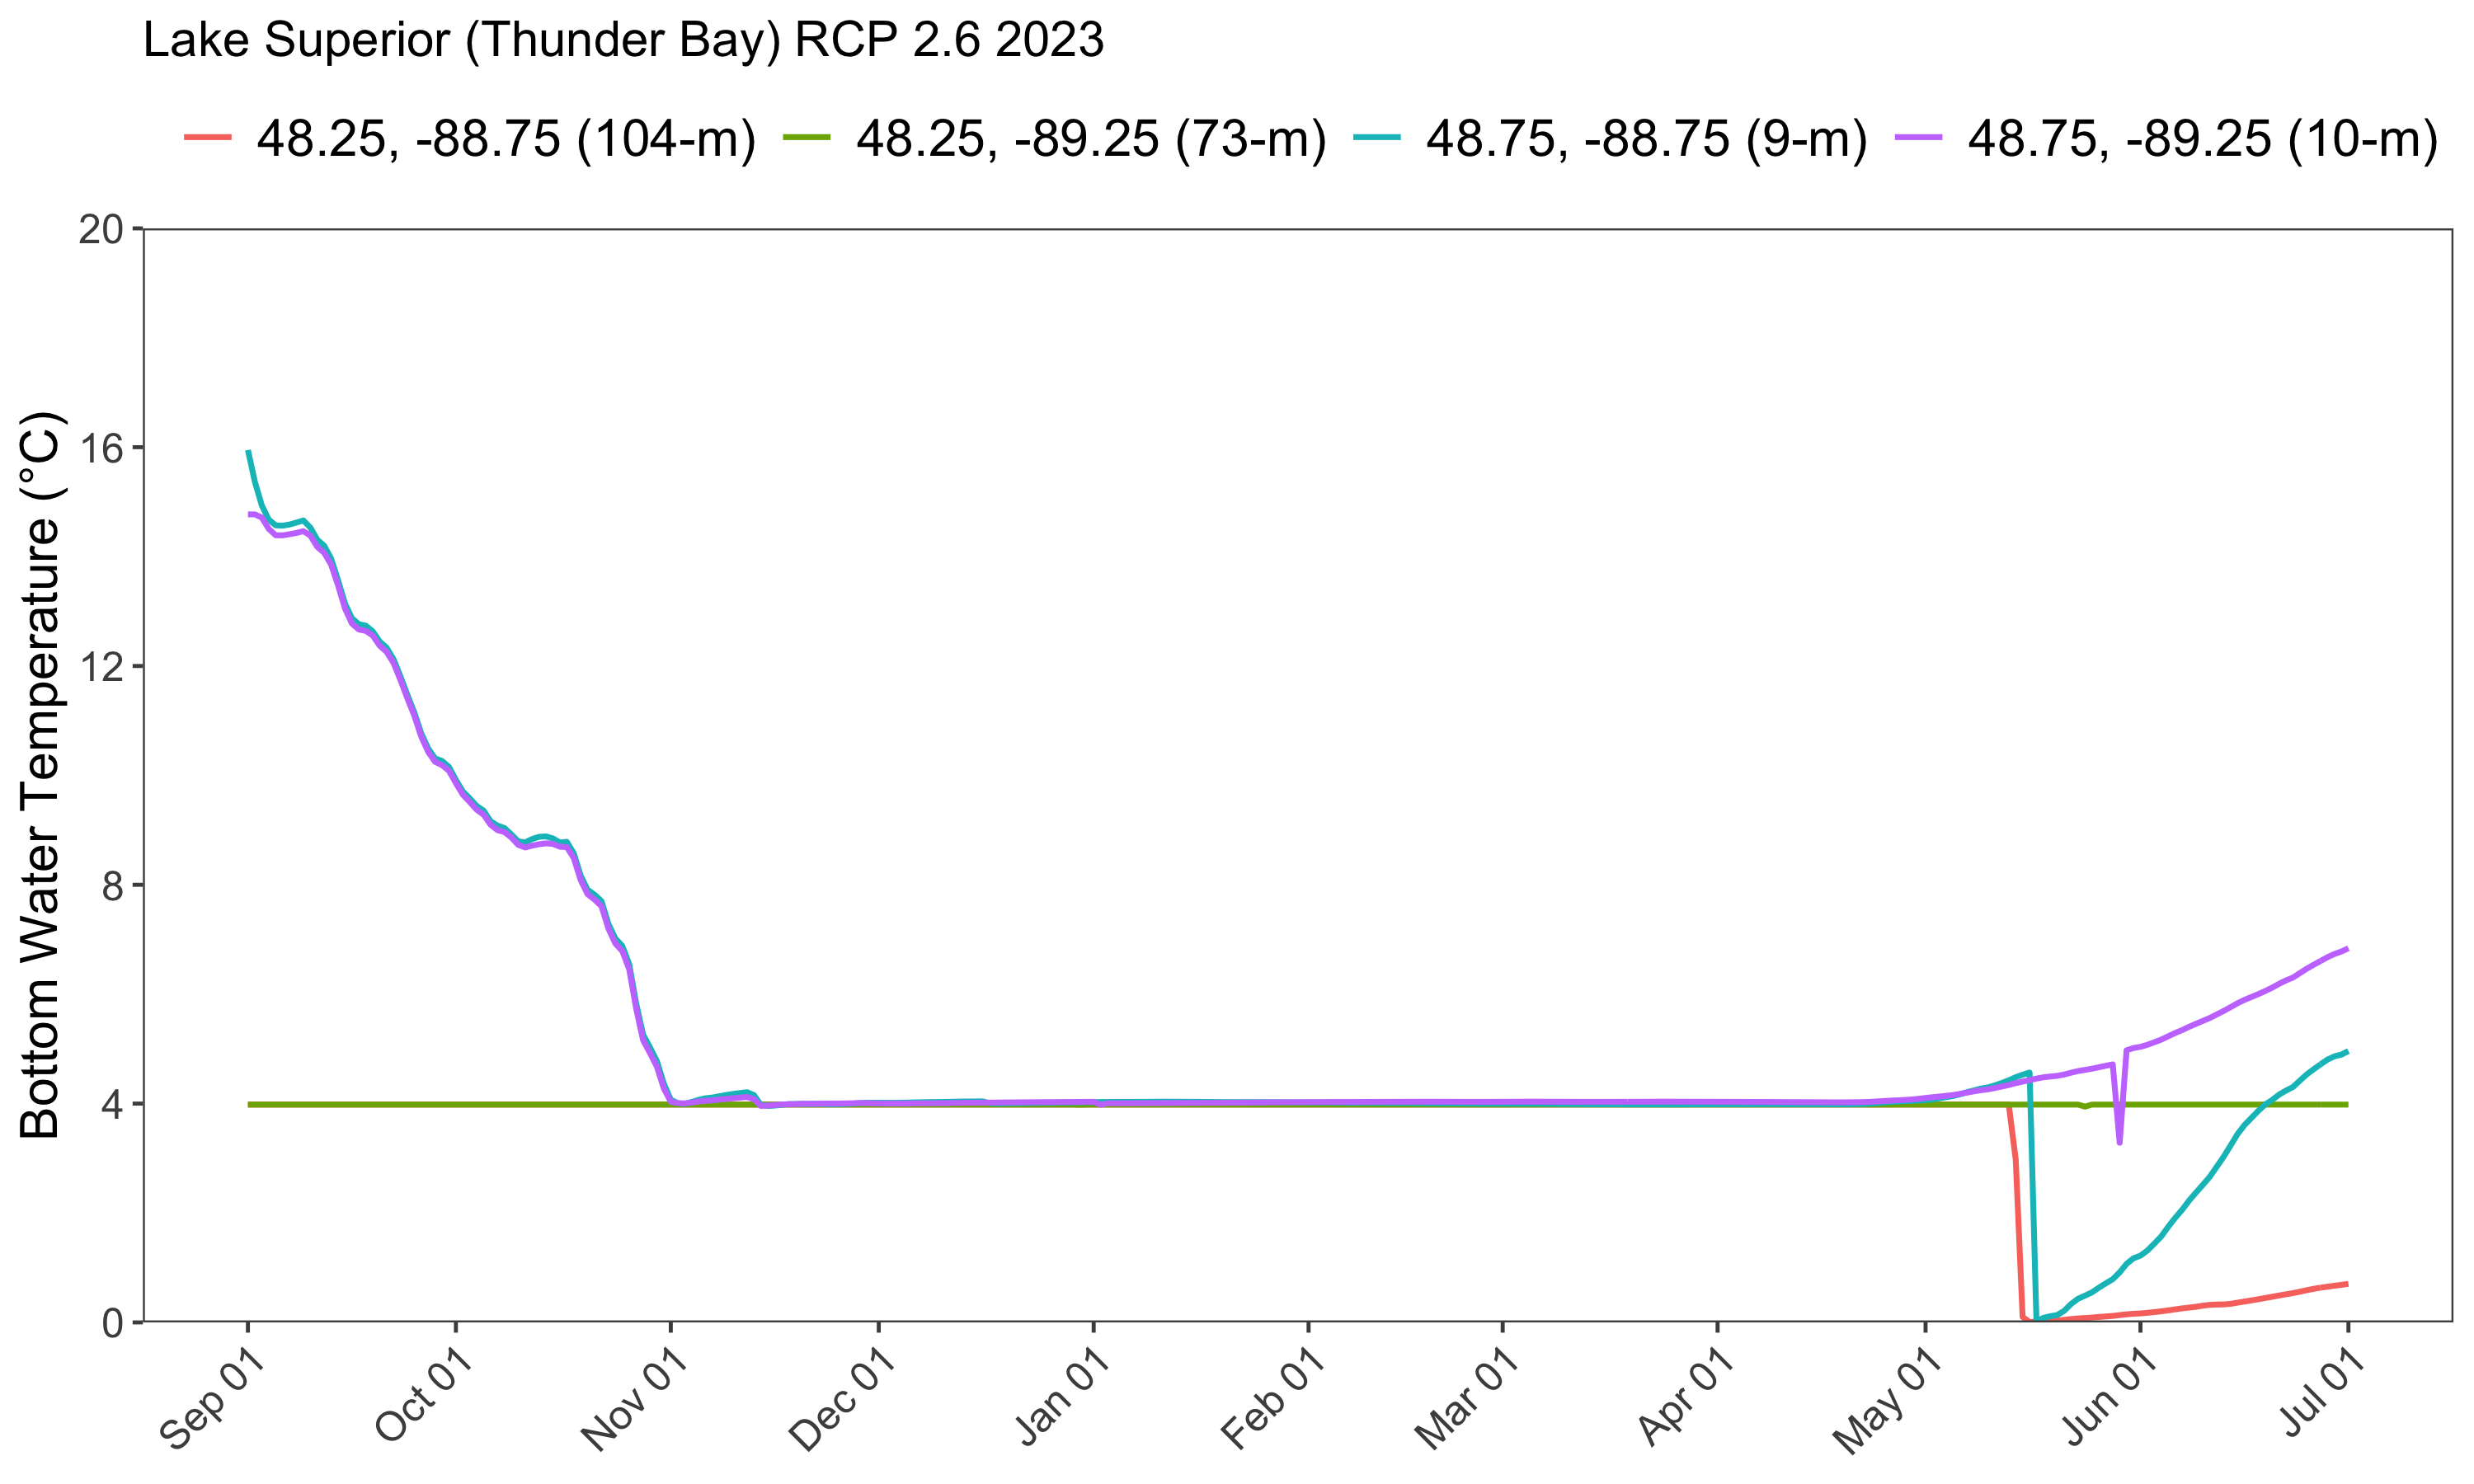 Lake Superior (Thunder Bay) RCP 2.6 2023
48.25, -88.75 (104-m) 48.25, -89.25 (73-m) 48.75, -88.75 (9-m) 48.75, -89.25 (10-m)
Bottom Water Temperature (°C)
20
16
12
8
4
0
Sep 01 Oct 01 Nov 01 Dec 01 Jan 01 Feb 01 Mar 01 Apr 01 May 01 Jun 01 Jul 01